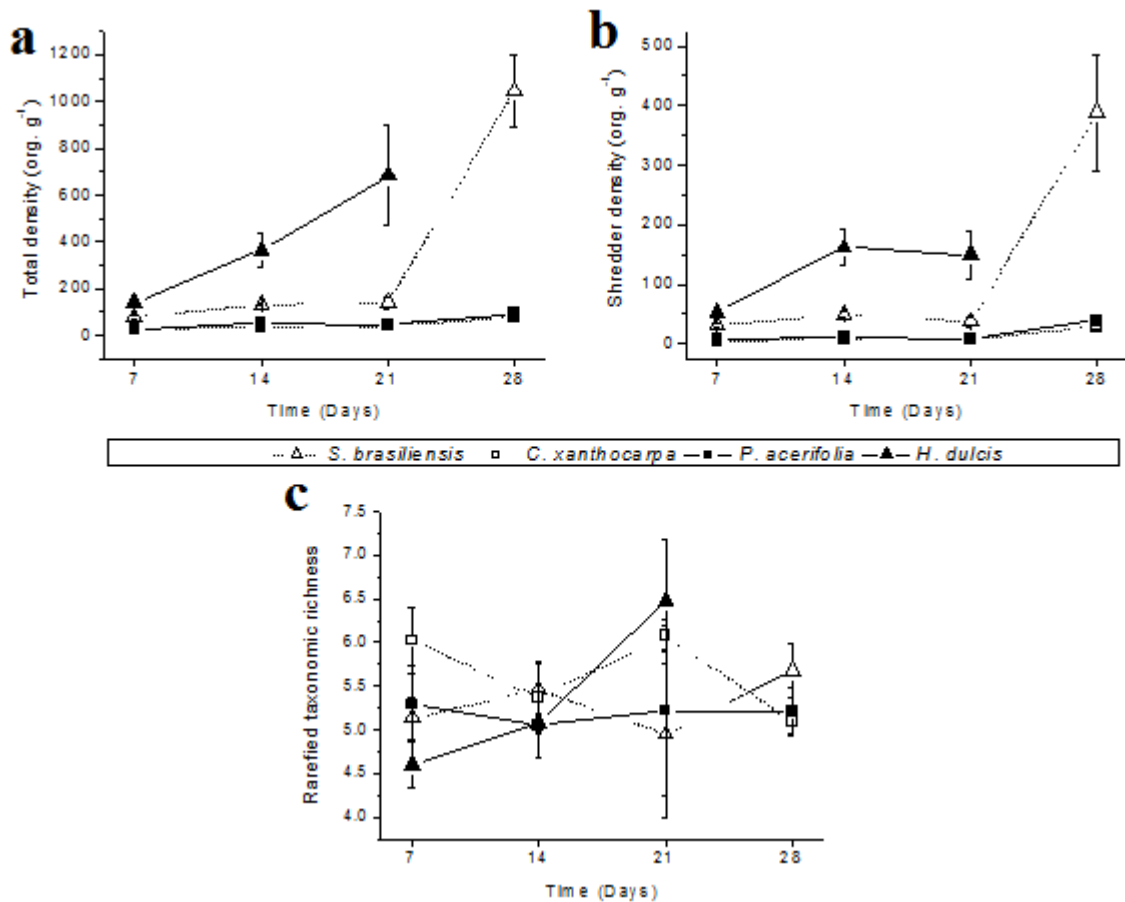 a
Total density (org. g-1)
1200
1000
800
600
400
200
0
7 14 21 28
Time (Days)
b
Shredder density (org. g-1)
500
400
300
200
100
50
0
7 14 21 28
Time (Days)
S. brasiliensis C. xanthocarpa P. acerifolia H. dulcis
c
Rarefied taxonomic richness
7.5
7.0
6.5
6.0
5.5
5.0
4.5
4.0
7 14 21 28
Time (Days)